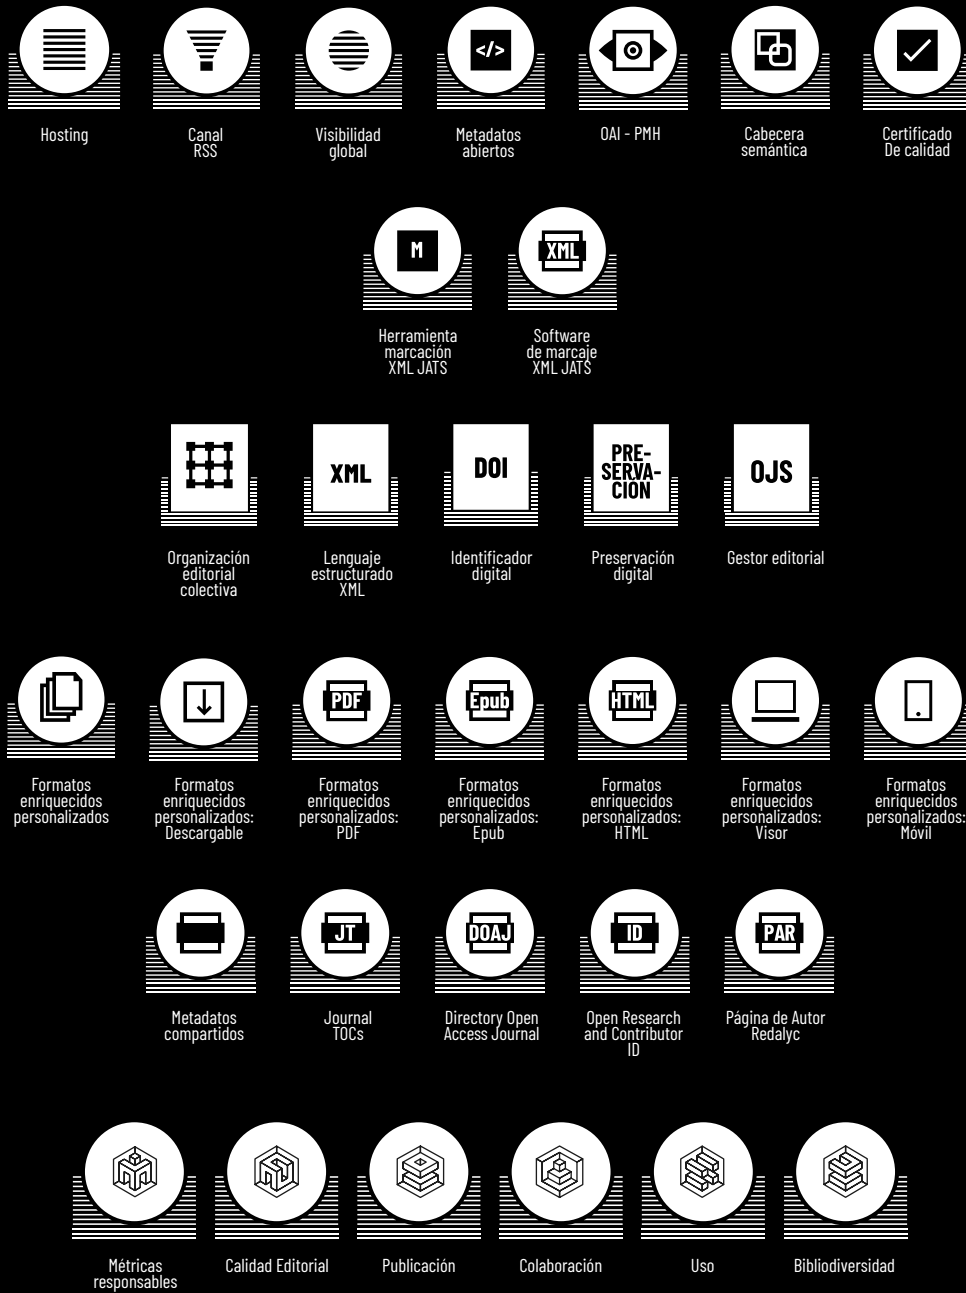 </>
Hosting
Canal
RSS
Visibilidad
global
Metadatos
abiertos
OAI - PMH
Cabecera
semántica
Certificado
De calidad
M
XML
Herramienta
marcación
XML JATS
Software
de marcaje
XML JATS
XML
DOI
PRE-
SERVA-
CIÓN
OJS
Organización
editorial
colectiva
Lenguaje
estructurado
XML
Identificador
digital
Preservación
digital
Gestor editorial
PDF
Epub
HTML
Formatos
enriquecidos
personalizados
Formatos
enriquecidos
personalizados:
Descargable
Formatos
enriquecidos
personalizados:
PDF
Formatos
enriquecidos
personalizados:
Epub
Formatos
enriquecidos
personalizados:
HTML
Formatos
enriquecidos
personalizados:
Visor
Formatos
enriquecidos
personalizados:
Móvil
JT
DOAJ
ID
PAR
Metadatos
compartidos
Journal
TOCs
Directory Open
Access Journal
Open Research
and Contributor
ID
Página de Autor
Redalyc
Métricas
responsables
Calidad Editorial
Publicación
Colaboración
Uso
Bibliodiversidad